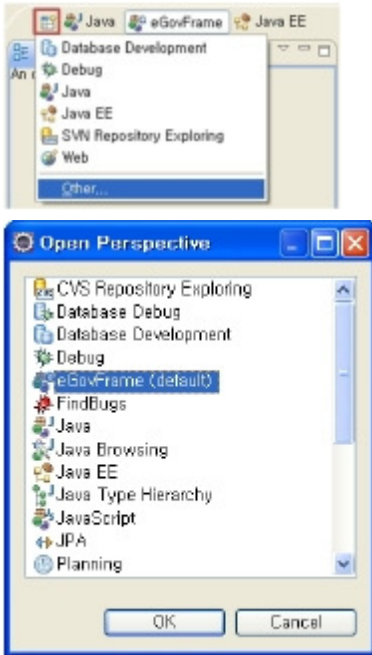 Java eGovFrame Java EE
Database Development
An
Debug
Java
Java EE
SVN Repository Exploring
Web
Other...
Open Perspective
CVS Repository Exploring
Database Debug
Database Development
Debug
eGovFrame (default)
FindBugs
Java
Java Browsing
Java EE
Java Type Hierarchy
JavaScript
JPA
Planning
OK Cancel